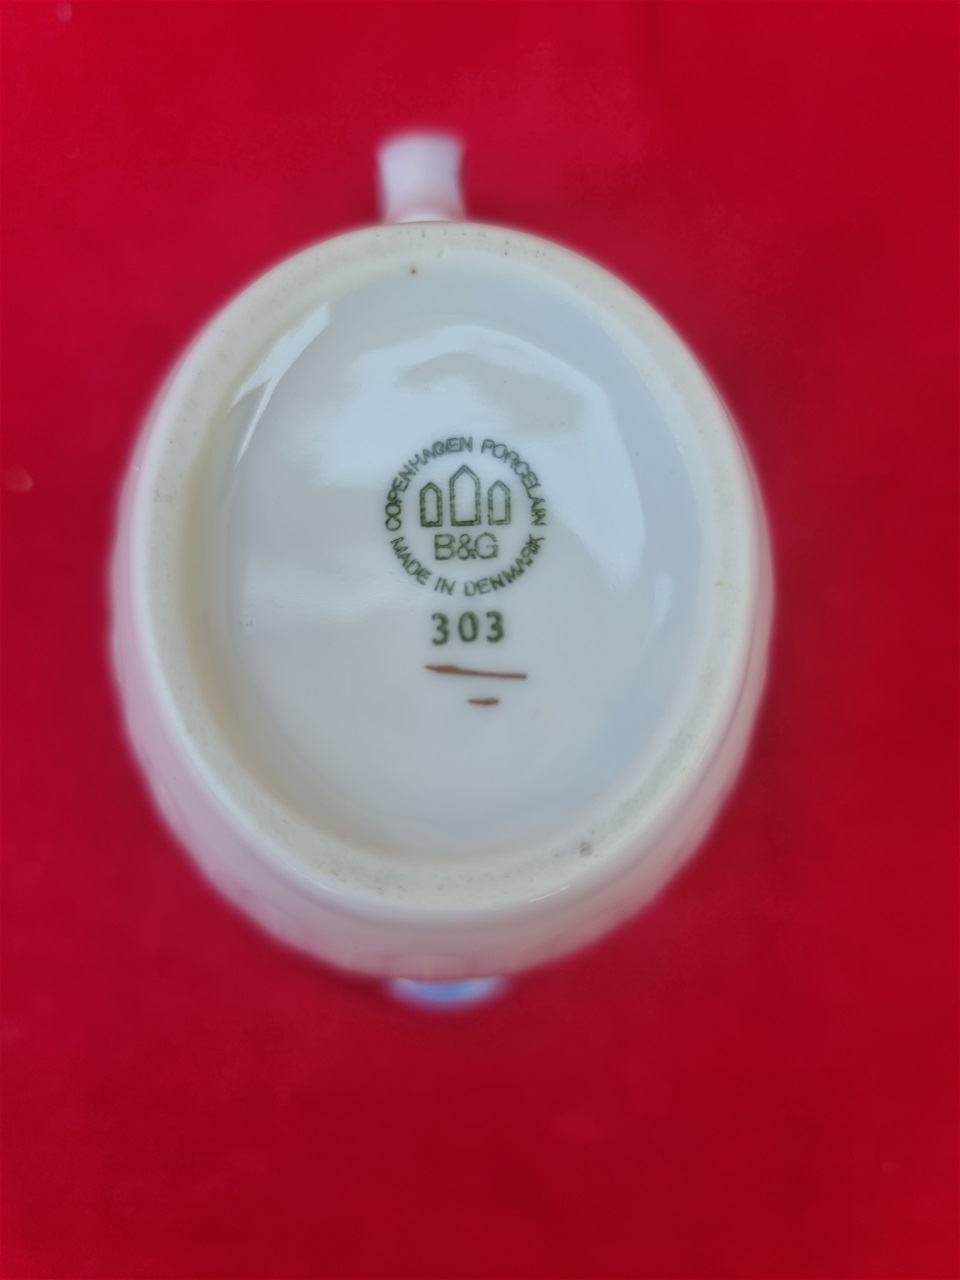 COPENHAGEN PORCELAIN
B&G
MADE IN DENMARK
303